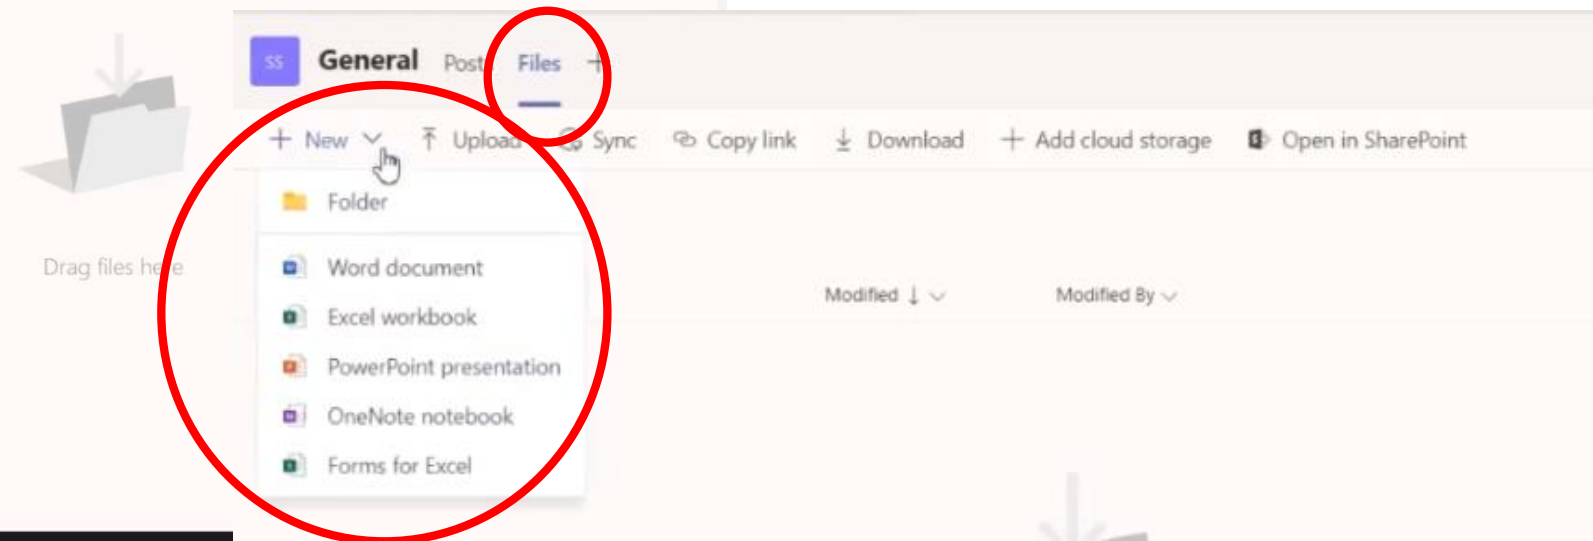 SS General Posts Files +
+ New Upload Sync Copy link Download + Add cloud storage Open in SharePoint
Folder
Drag files here
Word document
Modified Modified By
Excel workbook
PowerPoint presentation
OneNote notebook
Forms for Excel